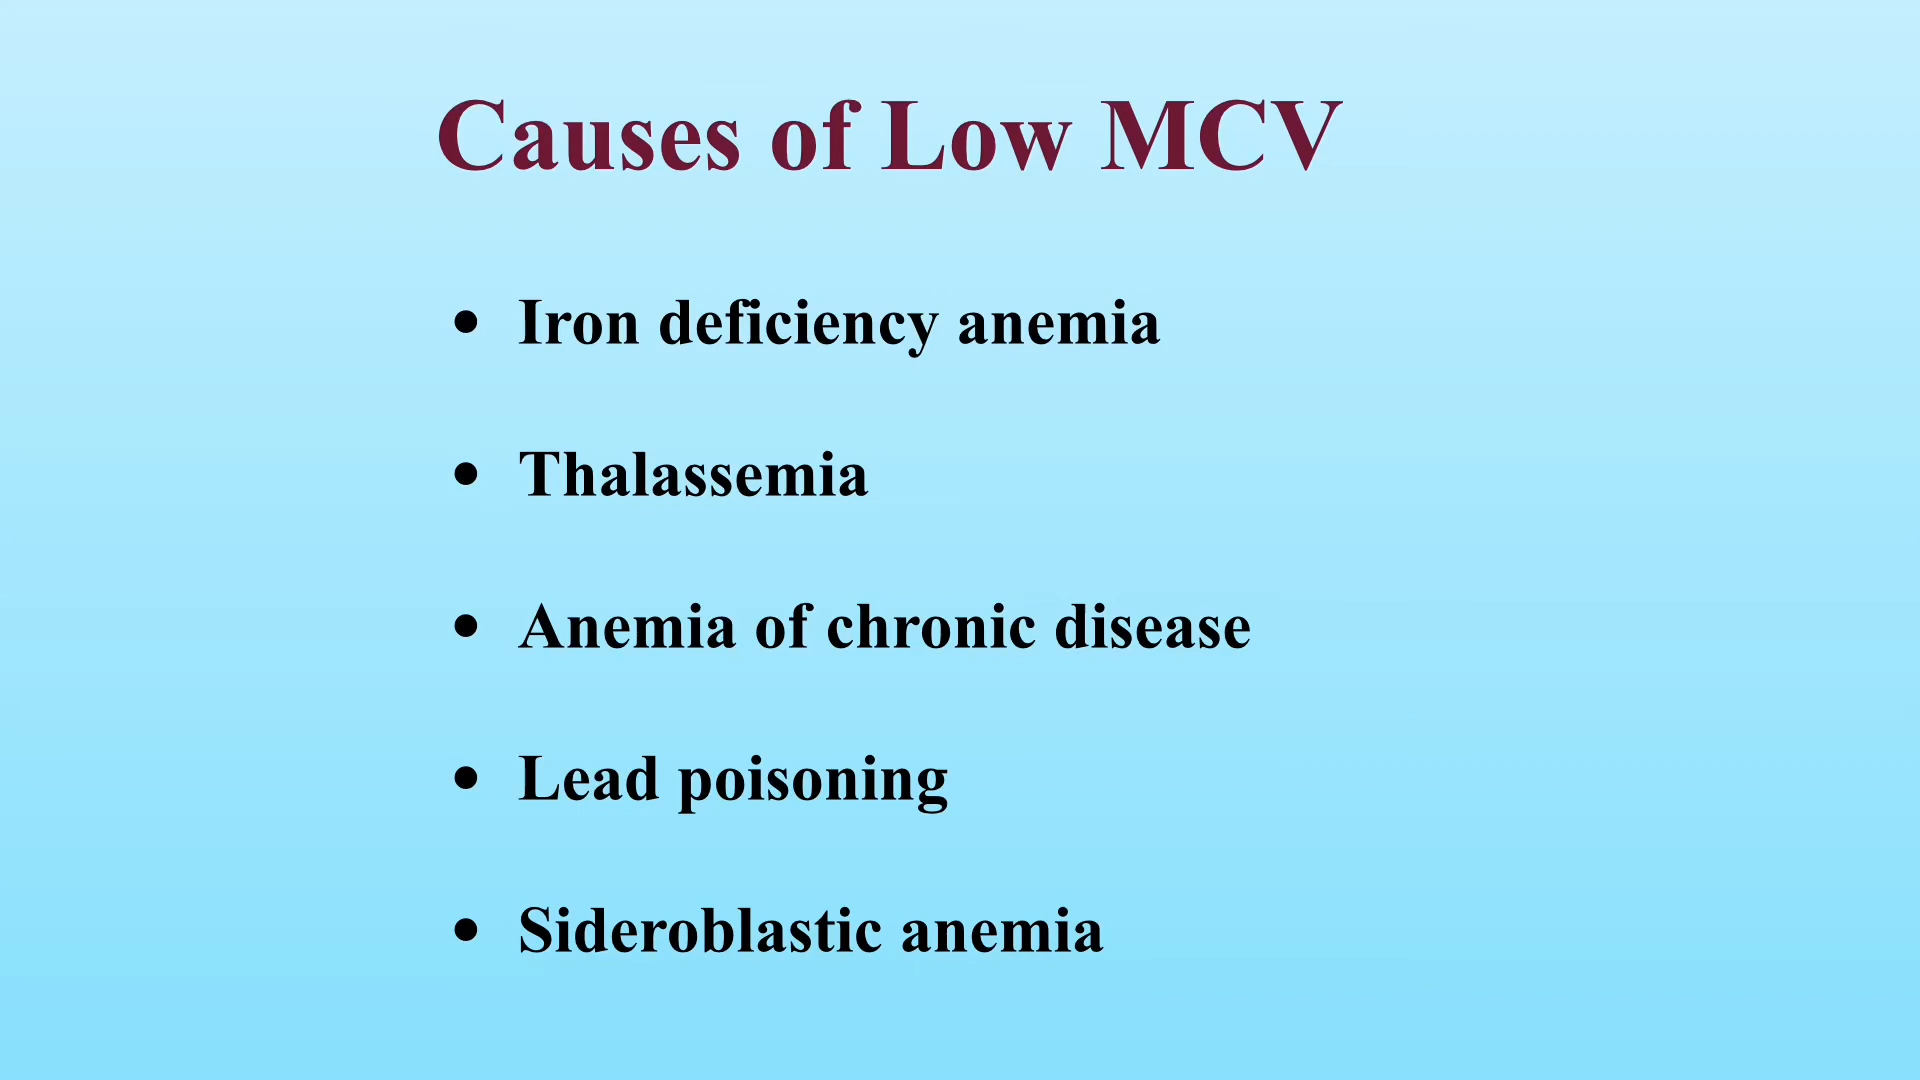 Causes of Low MCV
• Iron deficiency anemia
• Thalassemia
• Anemia of chronic disease
• Lead poisoning
• Sideroblastic anemia